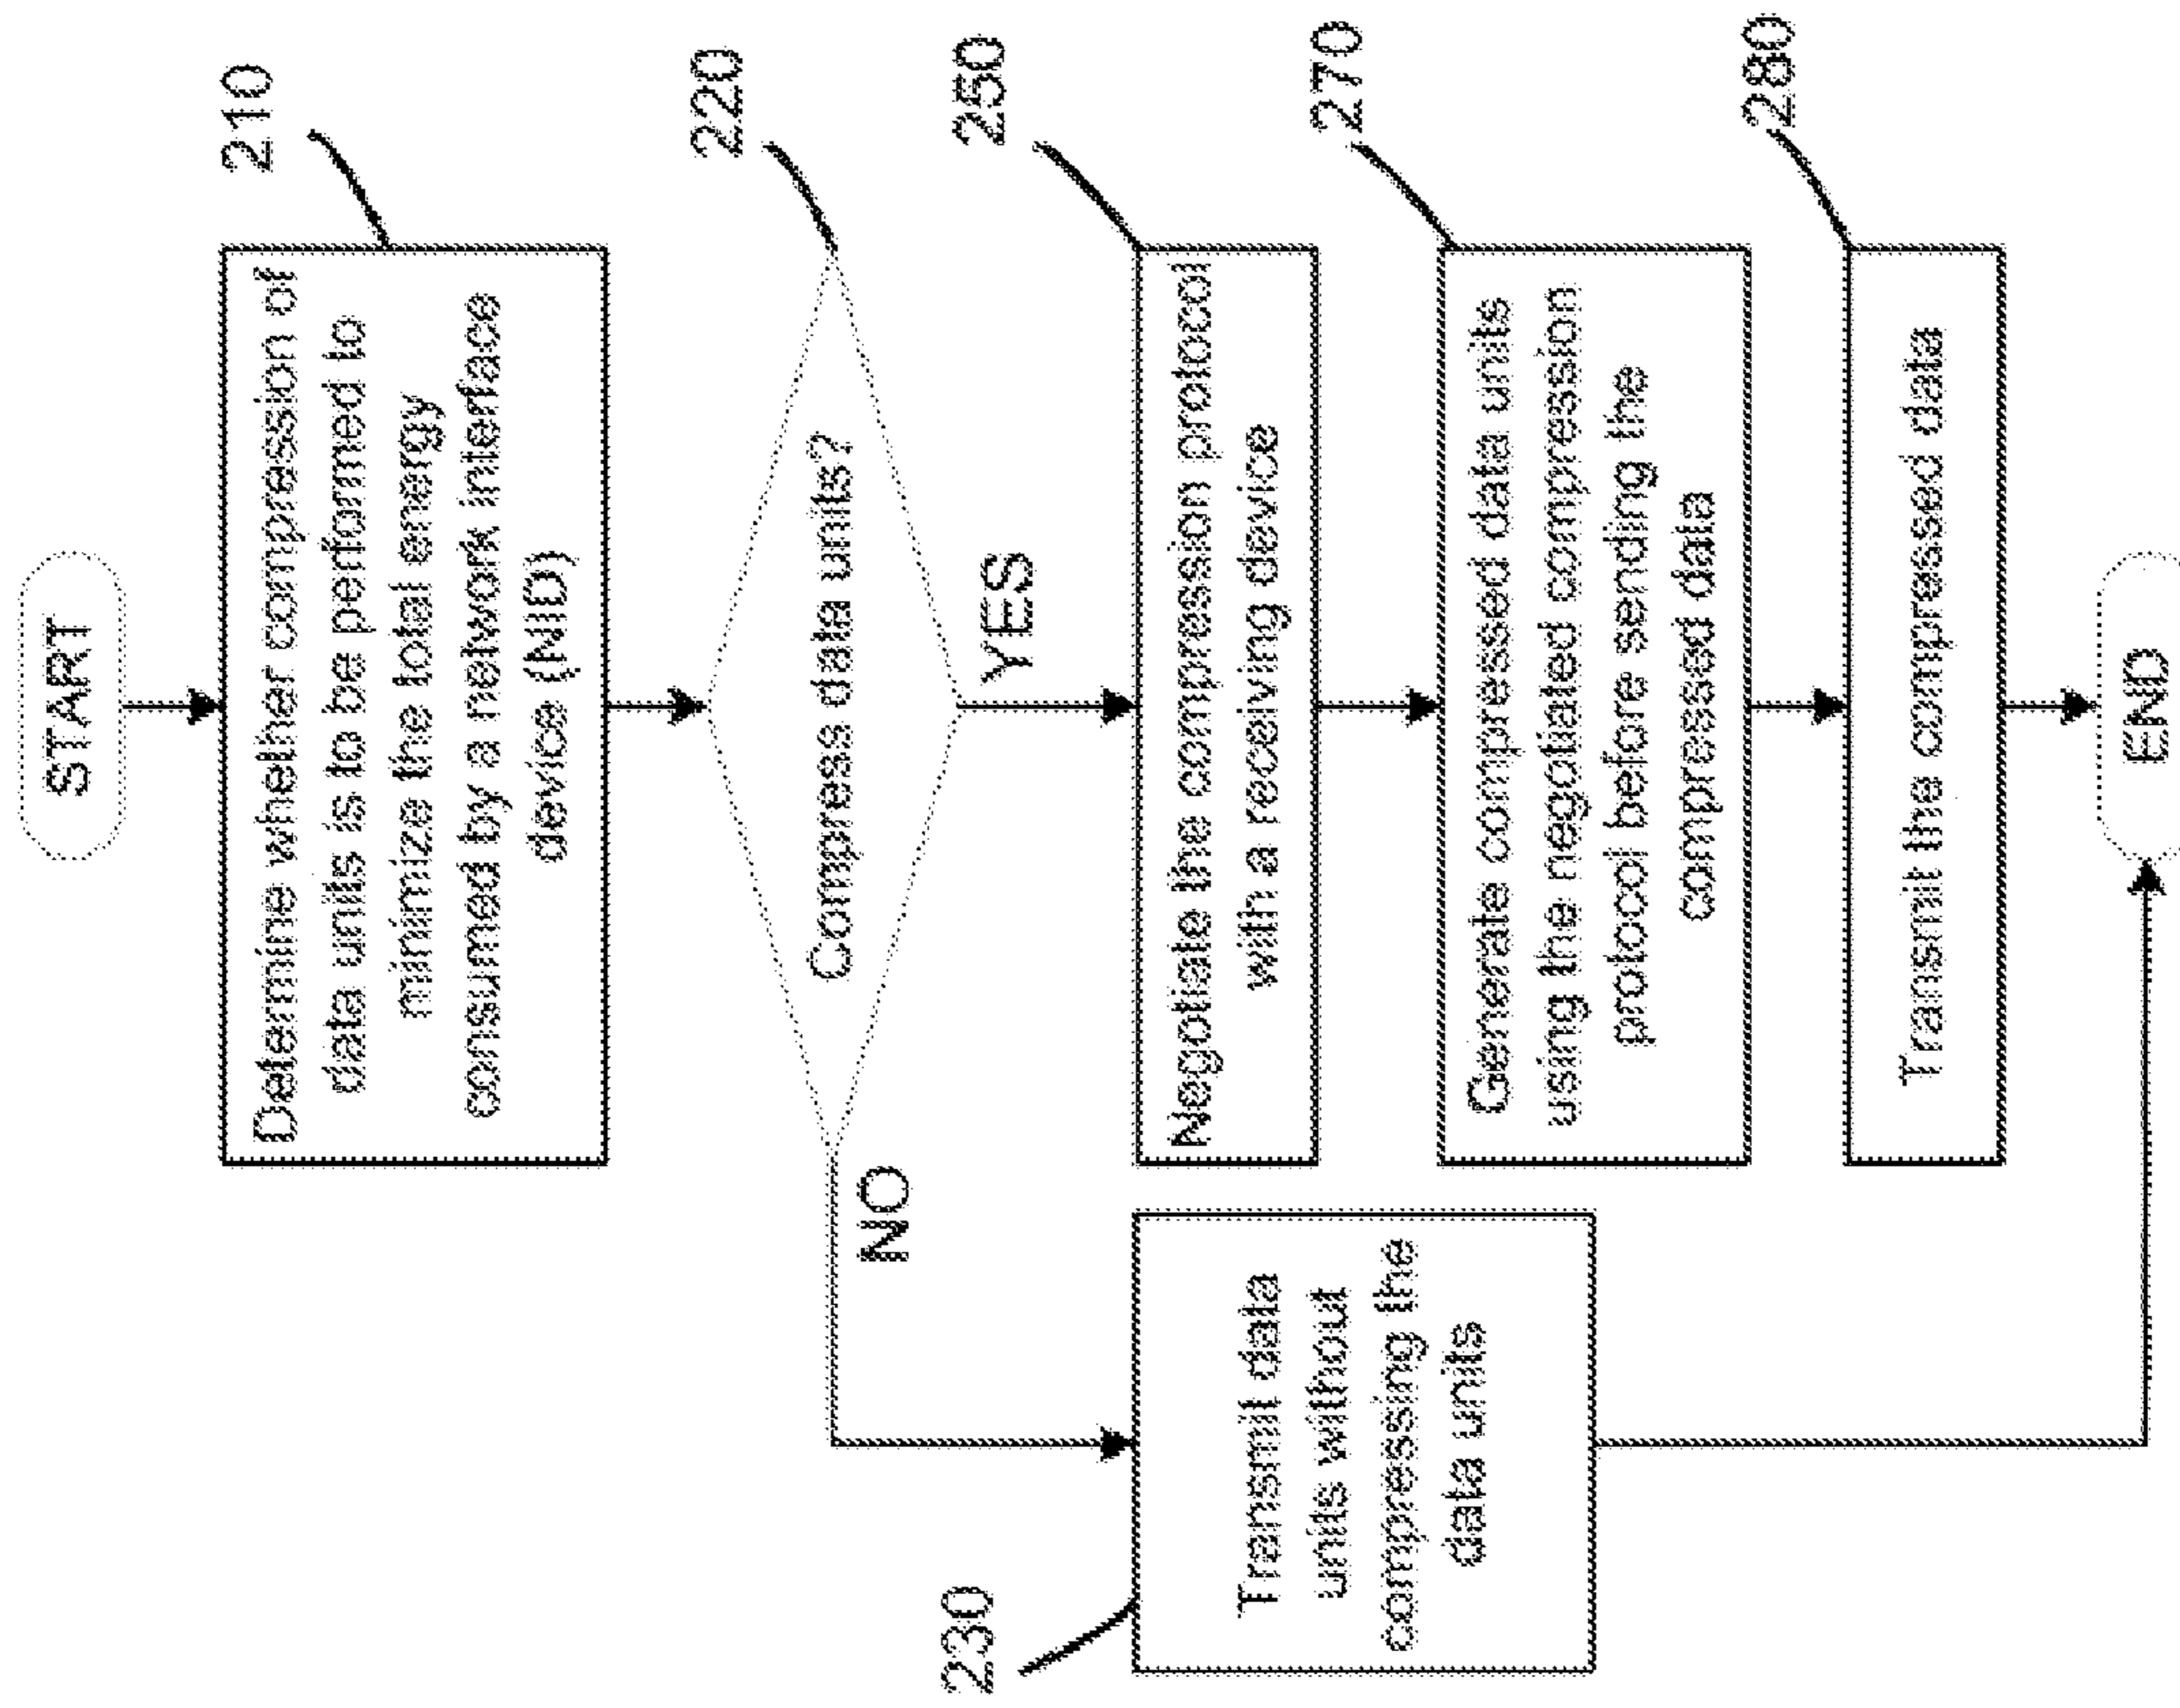 START
210
Determine whether compression of
data units is to be performed to
minimize the total energy
consumed by a network interface
device (NID)
220
Compress data units?
NO
YES
250
Negotiate the compression protocol
with a receiving device
230
Transmit data
units without
compressing the
data units
270
Generate compressed data units
using the negotiated compression
protocol before sending the
compressed data
280
Transmit the compressed data
END